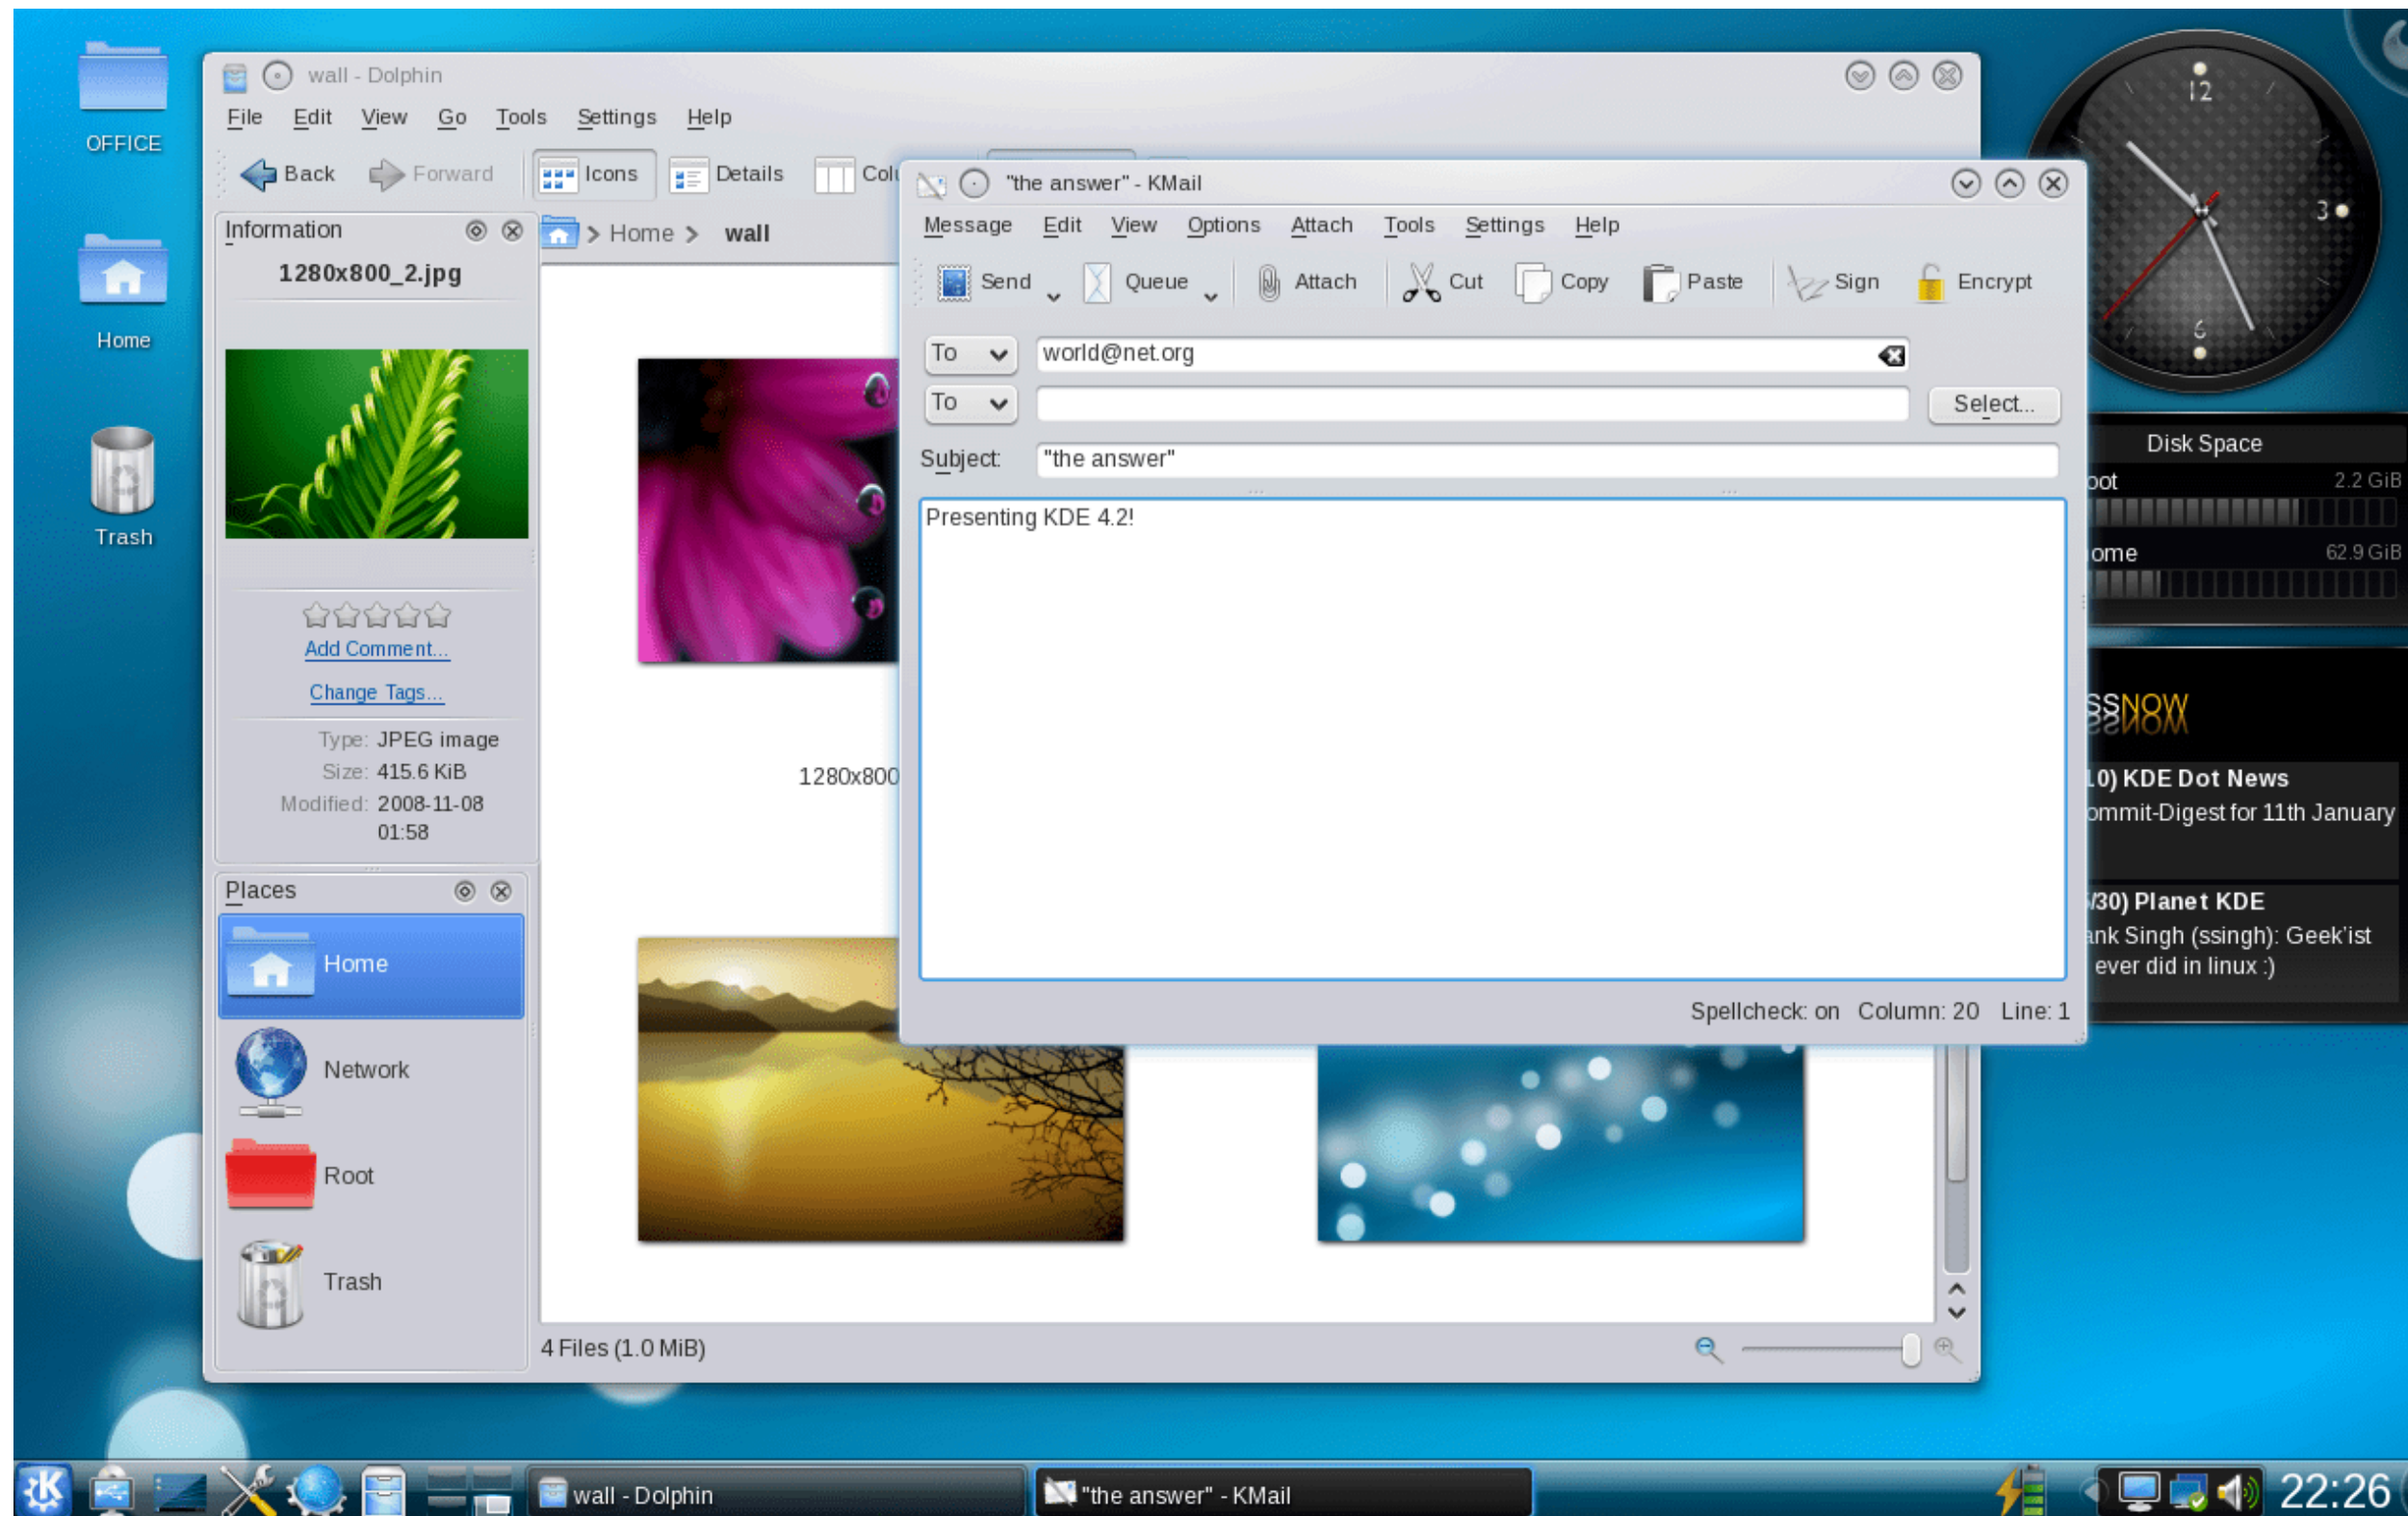 OFFICE
Home
Trash
wall - Dolphin
File Edit View Go Tools Settings Help
Back Forward Icons Details
Information
1280x800_2.jpg
Home > wall
Add Comment...
Change Tags...
Type: JPEG image
Size: 415.6 KiB
Modified: 2008-11-08
01:58
Places
Home
Network
Root
Trash
1280x800
4 Files (1.0 MiB)
"the answer" - KMail
Message Edit View Options Attach Tools Settings Help
Send Queue Attach Cut Copy Paste Sign Encrypt
To world@net.org
To Select...
Subject: "the answer"
Presenting KDE 4.2!
Spellcheck: on Column: 20 Line: 1
12
3
6
Disk Space
2.2 GiB
62.9 GiB
NOW
KDE Dot News
for 11th January
/30) Planet KDE
Singh (ssingh): Geek'ist
ever did in linux :)
wall - Dolphin
"the answer" - KMail
22:26